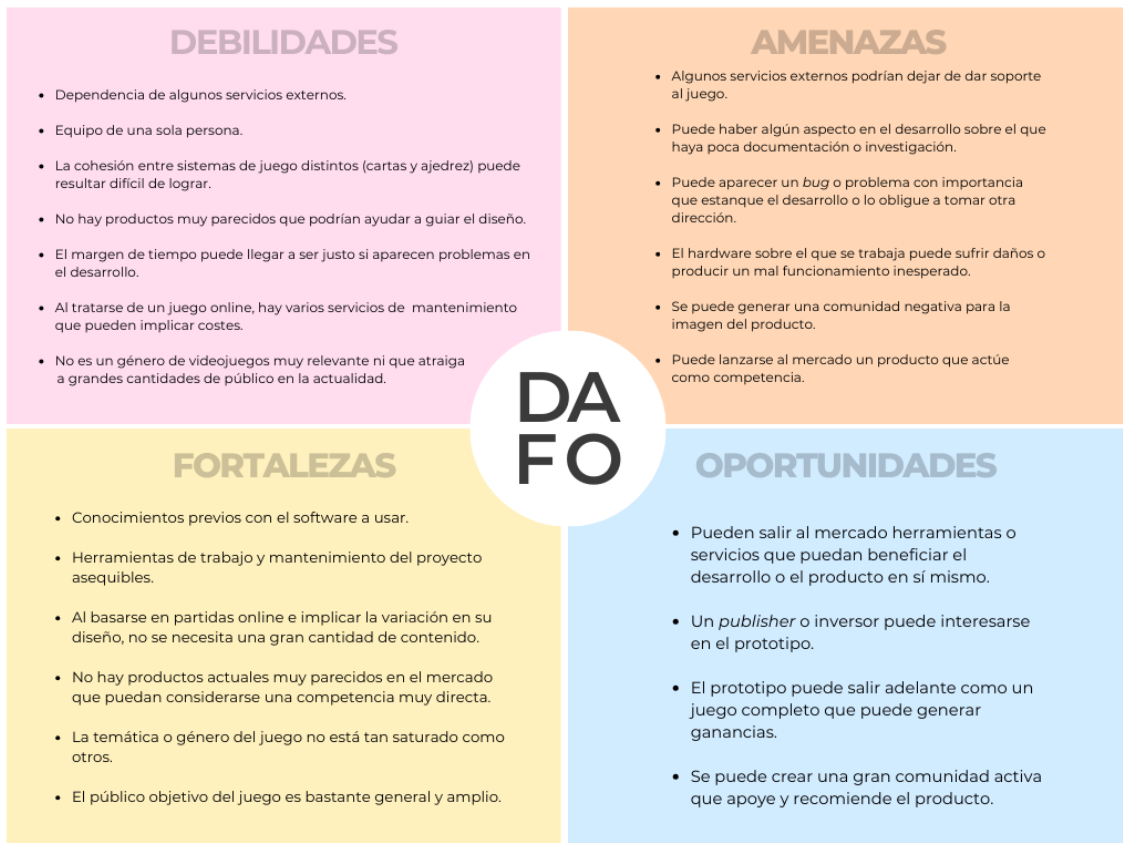 DEBILIDADES
• Dependencia de algunos servicios externos.
• Equipo de una sola persona.
• La cohesión entre sistemas de juego distintos (cartas y ajedrez) puede
resultar difícil de lograr.
• No hay productos muy parecidos que podrían ayudar a guiar el diseño.
• El margen de tiempo puede llegar a ser justo si aparecen problemas en
el desarrollo.
• Al tratarse de un juego online, hay varios servicios de mantenimiento
que pueden implicar costes.
• No es un género de videojuegos muy relevante ni que atraiga
a grandes cantidades de público en la actualidad.
AMENAZAS
• Algunos servicios externos podrían dejar de dar soporte
al juego.
• Puede haber algún aspecto en el desarrollo sobre el que
haya poca documentación o investigación.
• Puede aparecer un bug o problema con importancia
que estanque el desarrollo o lo obligue a tomar otra
dirección.
• El hardware sobre el que se trabaja puede sufrir daños o
producir un mal funcionamiento inesperado.
• Se puede generar una comunidad negativa para la
imagen del producto.
• Puede lanzarse al mercado un producto que actúe
como competencia.
DA
FO
FORTALEZAS
• Conocimientos previos con el software a usar.
• Herramientas de trabajo y mantenimiento del proyecto
asequibles.
• Al basarse en partidas online e implicar la variación en su
diseño, no se necesita una gran cantidad de contenido.
• No hay productos actuales muy parecidos en el mercado
que puedan considerarse una competencia muy directa.
• La temática o género del juego no está tan saturado como
otros.
• El público objetivo del juego es bastante general y amplio.
OPORTUNIDADES
• Pueden salir al mercado herramientas o
servicios que puedan beneficiar el
desarrollo o el producto en sí mismo.
• Un publisher o inversor puede interesarse
en el prototipo.
• El prototipo puede salir adelante como un
juego completo que puede generar
ganancias.
• Se puede crear una gran comunidad activa
que apoye y recomiende el producto.